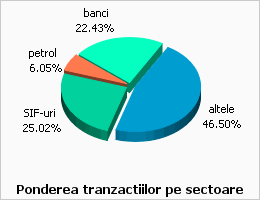 banci
22.43%
petrol
6.05%
altele
46.50%
SIF-uri
25.02%
Ponderea tranzactiilor pe sectoare